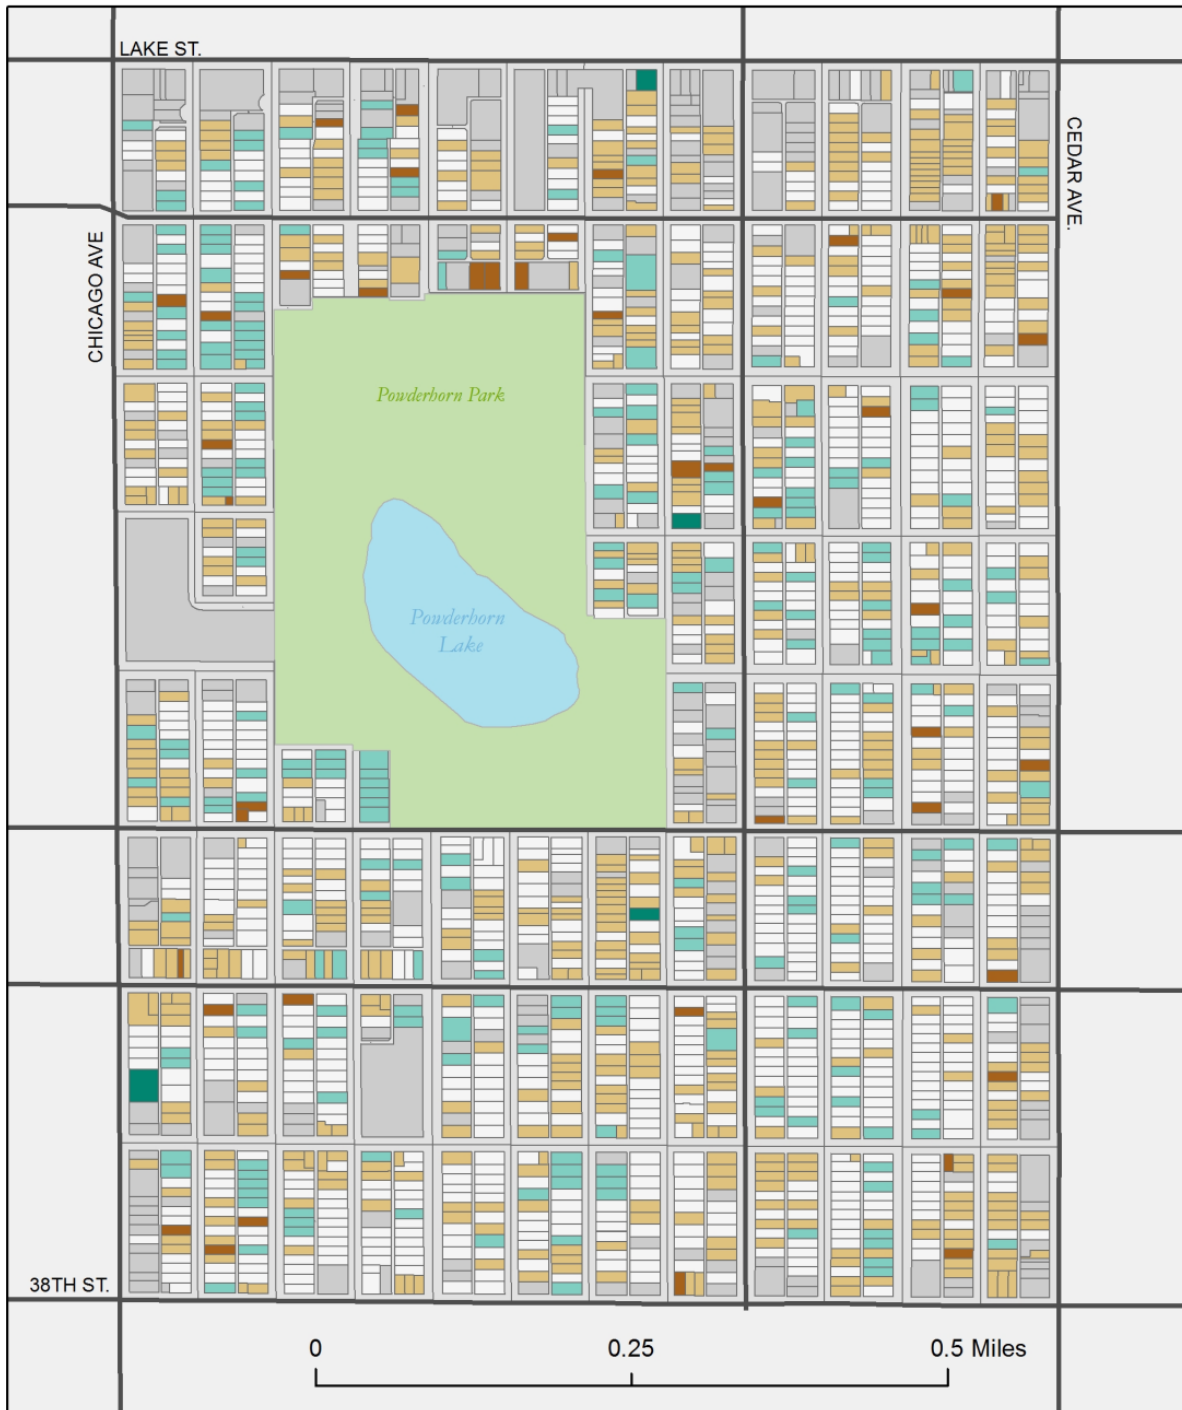 LAKE ST.
CEDAR AVE.
CHICAGO AVE
Powderhorn Park
Powderhorn
Lake
38TH ST.
0 0.25 0.5 Miles